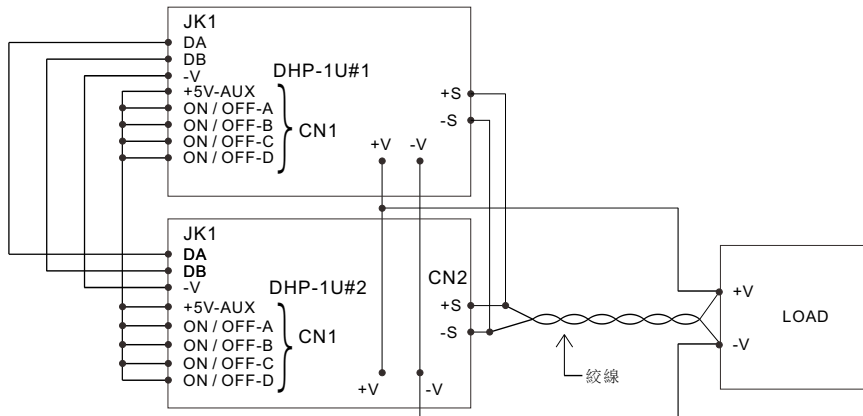 JK1
DA
DB
-V
+5V-AUX
ON / OFF-A
ON / OFF-B
ON / OFF-C
ON / OFF-D
DHP-1U#1
CN1
+S
-S
+V -V
JK1
DA
DB
-V
+5V-AUX
ON / OFF-A
ON / OFF-B
ON / OFF-C
ON / OFF-D
DHP-1U#2
CN1
CN2
+S
-S
+V -V
絞線
+V
-V
LOAD